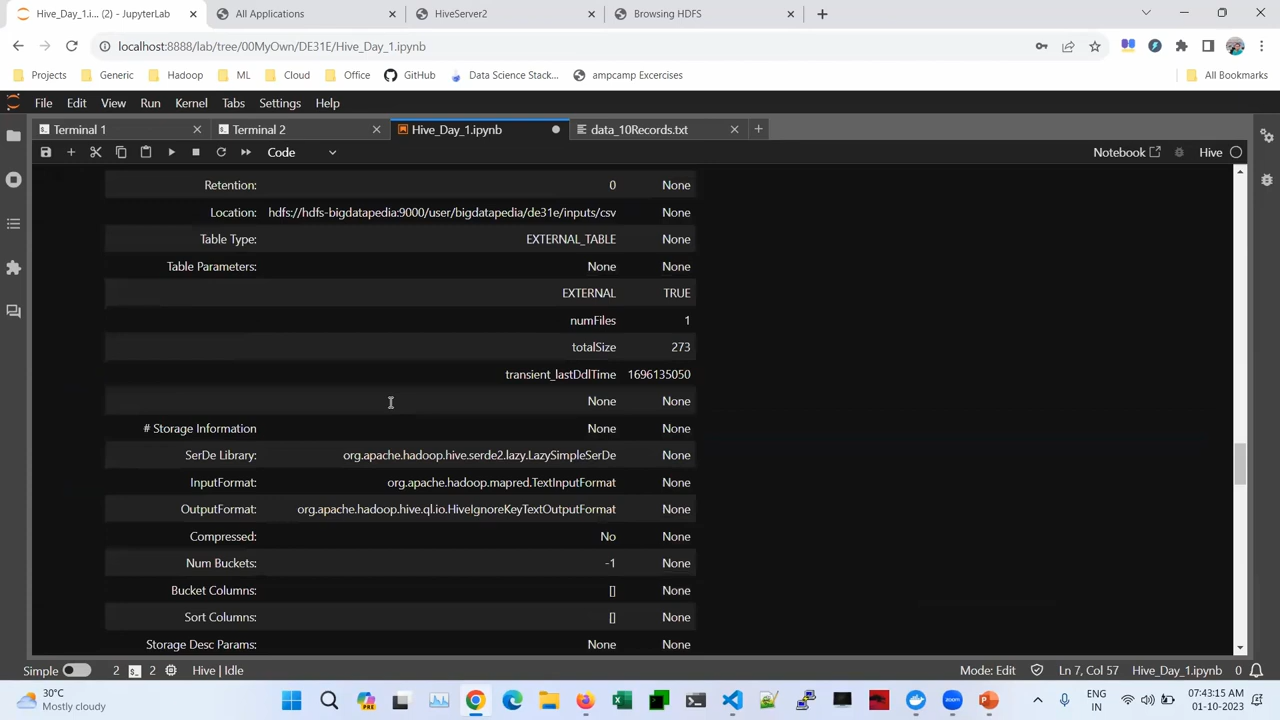 Hive_Day_1.i... (2) - JupyterLab
All Applications
HiveServer2
Browsing HDFS
localhost:8888/lab/tree/00MyOwn/DE31E/Hive_Day_1.ipynb
Projects Generic Hadoop ML Cloud Office GitHub Data Science Stack... ampcamp Excercises All Bookmarks
File Edit View Run Kernel Tabs Settings Help
Terminal 1 Terminal 2 Hive_Day_1.ipynb data_10Records.txt
Code Notebook Hive
Retention: 0 None
Location: hdfs://hdfs-bigdatapedia:9000/user/bigdatapedia/de31e/inputs/csv None
Table Type: EXTERNAL_TABLE None
Table Parameters: None None
EXTERNAL TRUE
numFiles 1
totalSize 273
transient_lastDdlTime 1696135050
None None
# Storage Information None None
SerDe Library: org.apache.hadoop.hive.serde2.lazy.LazySimpleSerDe None
InputFormat: org.apache.hadoop.mapred.TextInputFormat None
OutputFormat: org.apache.hadoop.hive.ql.io.HiveIgnoreKeyTextOutputFormat None
Compressed: No None
Num Buckets: -1 None
Bucket Columns: [] None
Sort Columns: [] None
Storage Desc Params: None None
Simple 2 2 Hive | Idle Mode: Edit Ln 7, Col 57 Hive_Day_1.ipynb 0
30°C ENG 07:43:15 AM
Mostly cloudy IN 01-10-2023